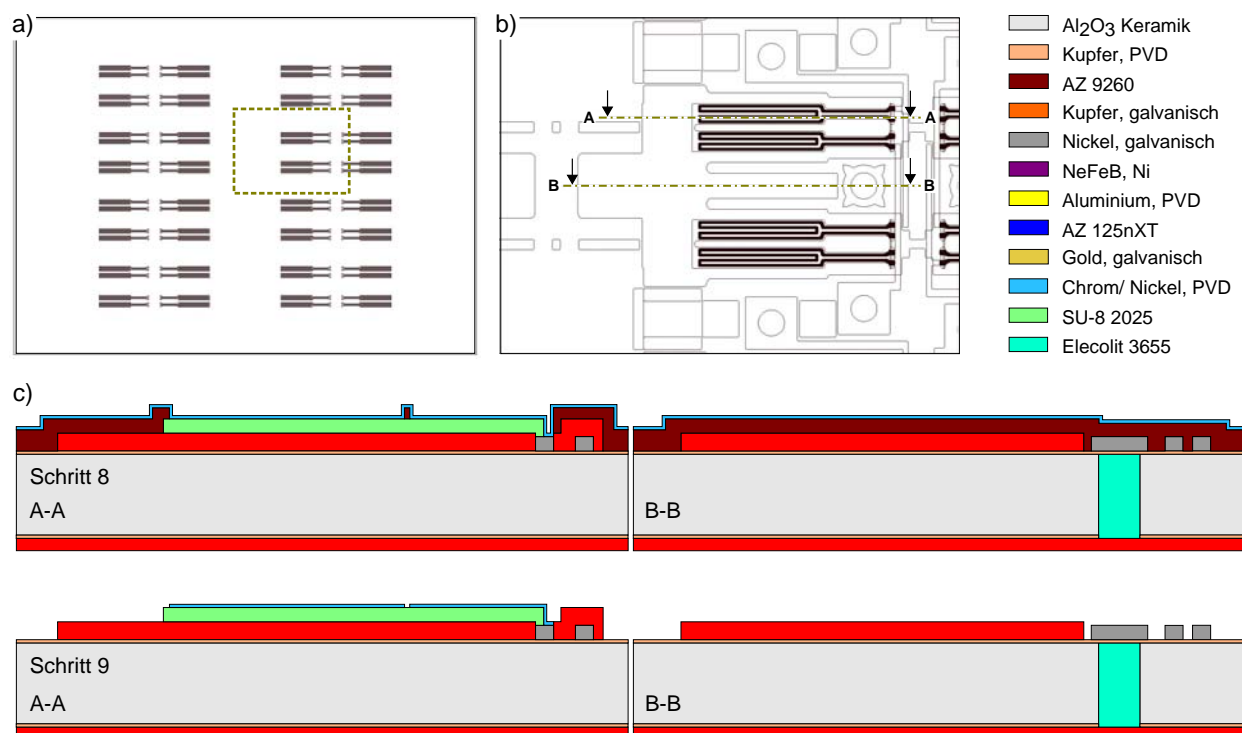 a)
b)
A
A
B
B
Al2O3 Keramik
Kupfer, PVD
AZ 9260
Kupfer, galvanisch
Nickel, galvanisch
NeFeB, Ni
Aluminium, PVD
AZ 125nXT
Gold, galvanisch
Chrom/ Nickel, PVD
SU-8 2025
Elecolit 3655
c)
Schritt 8
A-A
B-B
Schritt 9
A-A
B-B